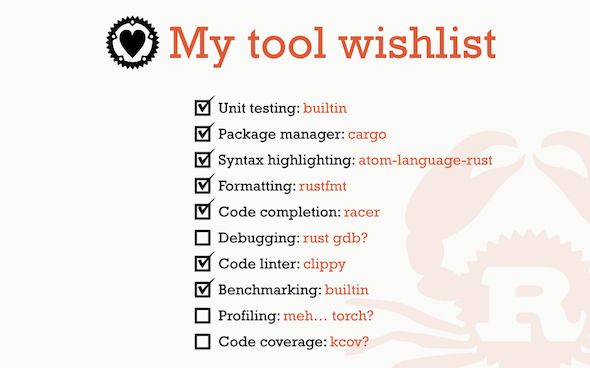 My tool wishlist
Unit testing: builtin
Package manager: cargo
Syntax highlighting: atom-language-rust
Formatting: rustfmt
Code completion: racer
Debugging: rust gdb?
Code linter: clippy
Benchmarking: builtin
Profiling: meh... torch?
Code coverage: kcov?
R